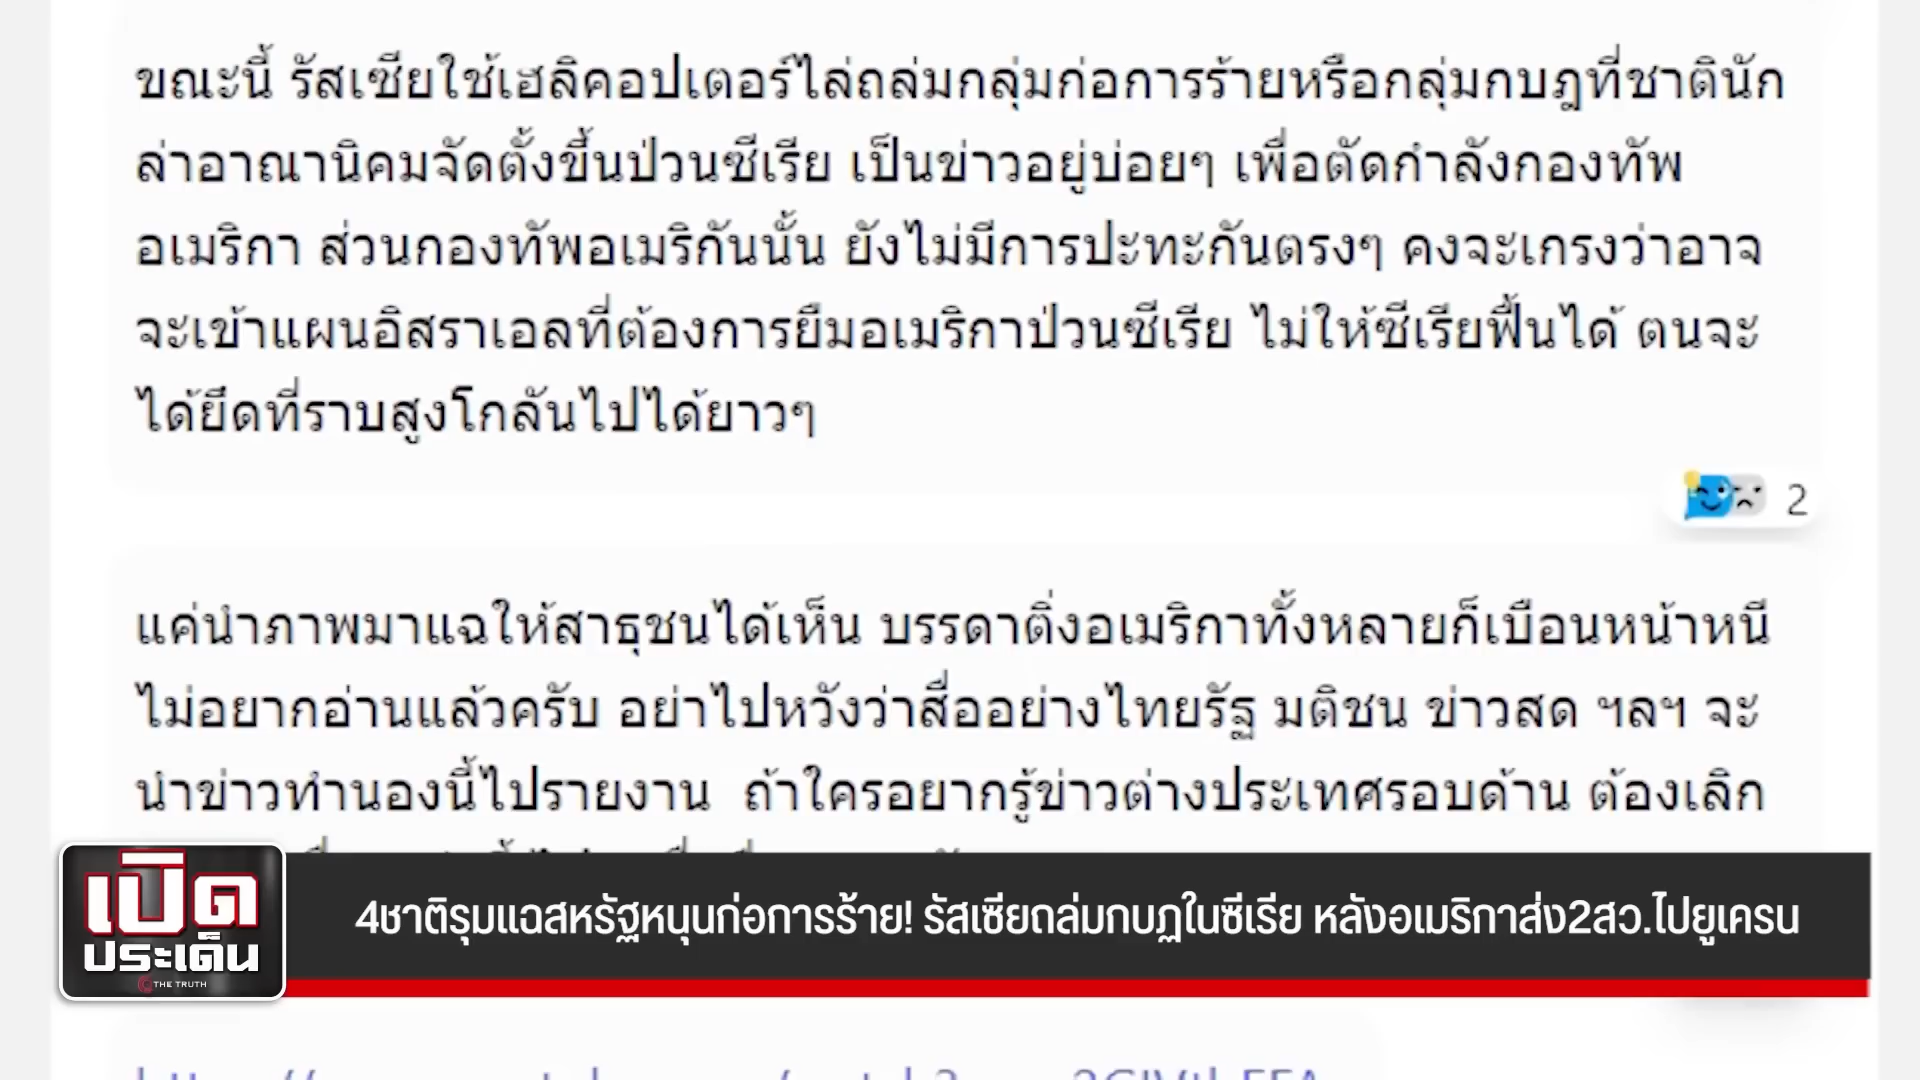 ขณะนี้ รัสเซียใช้เฮลิคอปเตอร์ไล่ถล่มกลุ่มก่อการร้ายหรือกลุ่มกบฎที่ชาตินัก
ล่าอาณานิคมจัดตั้งขี้นป่วนซีเรีย เป็นข่าวอยู่บ่อยๆ เพื่อตัดกำลังกองทัพ
อเมริกา ส่วนกองทัพอเมริกันนั้น ยังไม่มีการปะทะกันตรงๆ คงจะเกรงว่าอาจ
จะเข้าแผนอิสราเอลที่ต้องการยืมอเมริกาป่วนซีเรีย ไม่ให้ซีเรียฟื้นได้ ตนจะ
ได้ยึดที่ราบสูงโกลันไปได้ยาวๆ
2
แค่นำภาพมาแฉให้สาธุชนได้เห็น บรรดาติ่งอเมริกาทั้งหลายก็เบือนหน้าหนี
ไม่อยากอ่านแล้วครับ อย่าไปหวังว่าสื่ออย่างไทยรัฐ มติชน ข่าวสด ฯลฯ จะ
นำข่าวทำนองนี้ไปรายงาน ถ้าใครอยากรู้ข่าวต่างประเทศรอบด้าน ต้องเลิก
เปิด
ประเด็น
THE TRUTH
4ชาติรุมแฉสหรัฐหนุนก่อการร้าย! รัสเซียถล่มกบฏในซีเรีย หลังอเมริกาส่ง2สว.ไปยูเครน